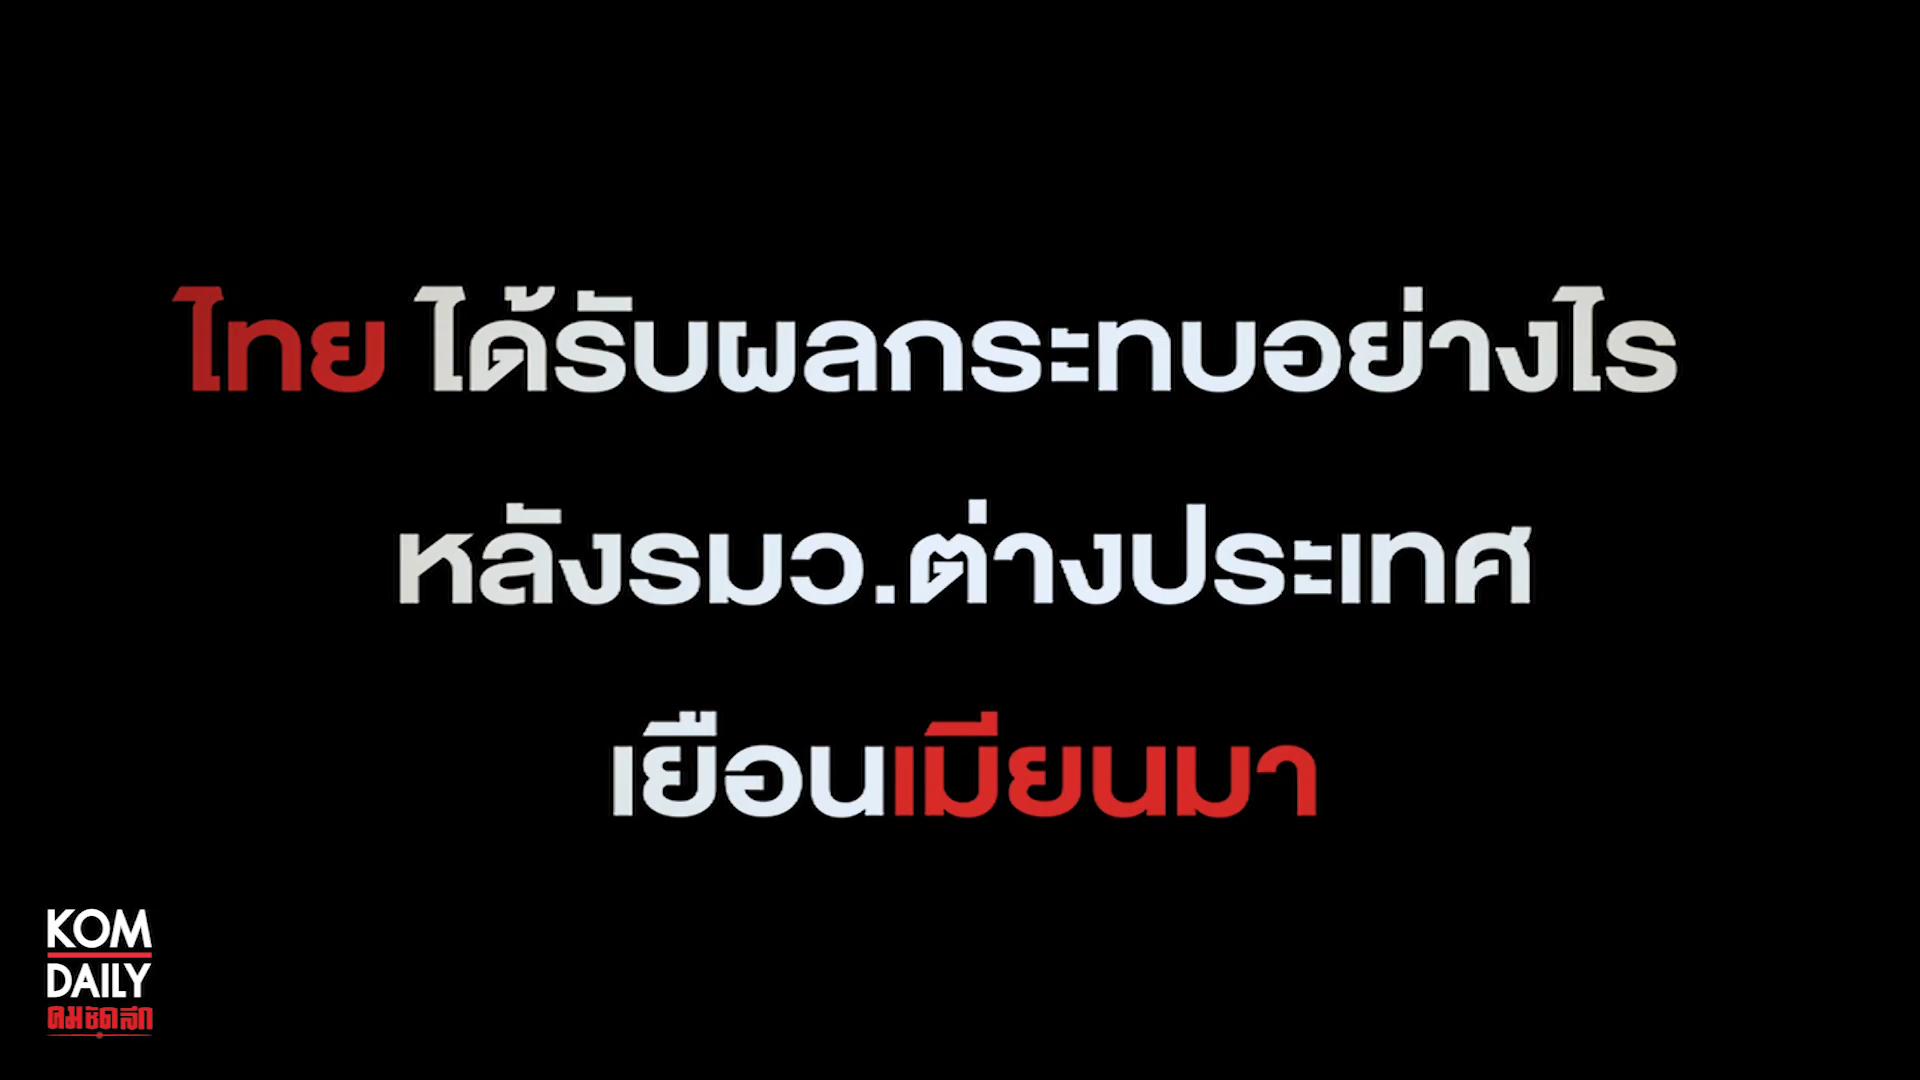 ไทย ได้รับผลกระทบอย่างไร
หลังรมว.ต่างประเทศ
เยือนเมียนมา
KOM
DAILY
คมชัดลึก